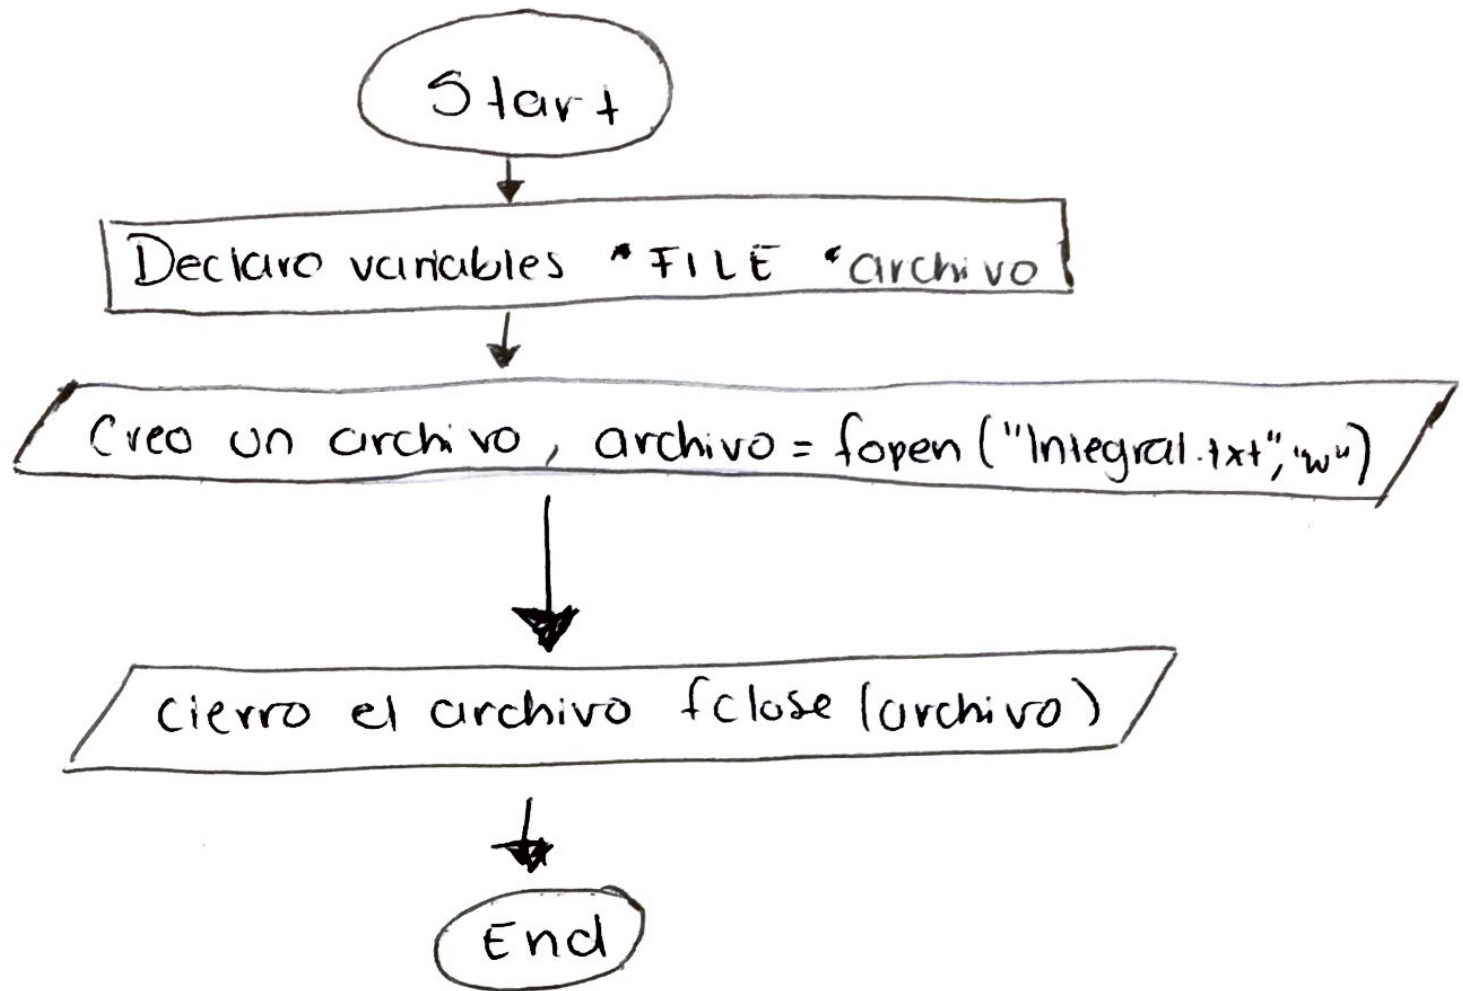 Start
Declaro variables *FILE *archivo
Creo un archivo, archivo = fopen ("Integral.txt", "w")
cierro el archivo fclose (archivo)
End